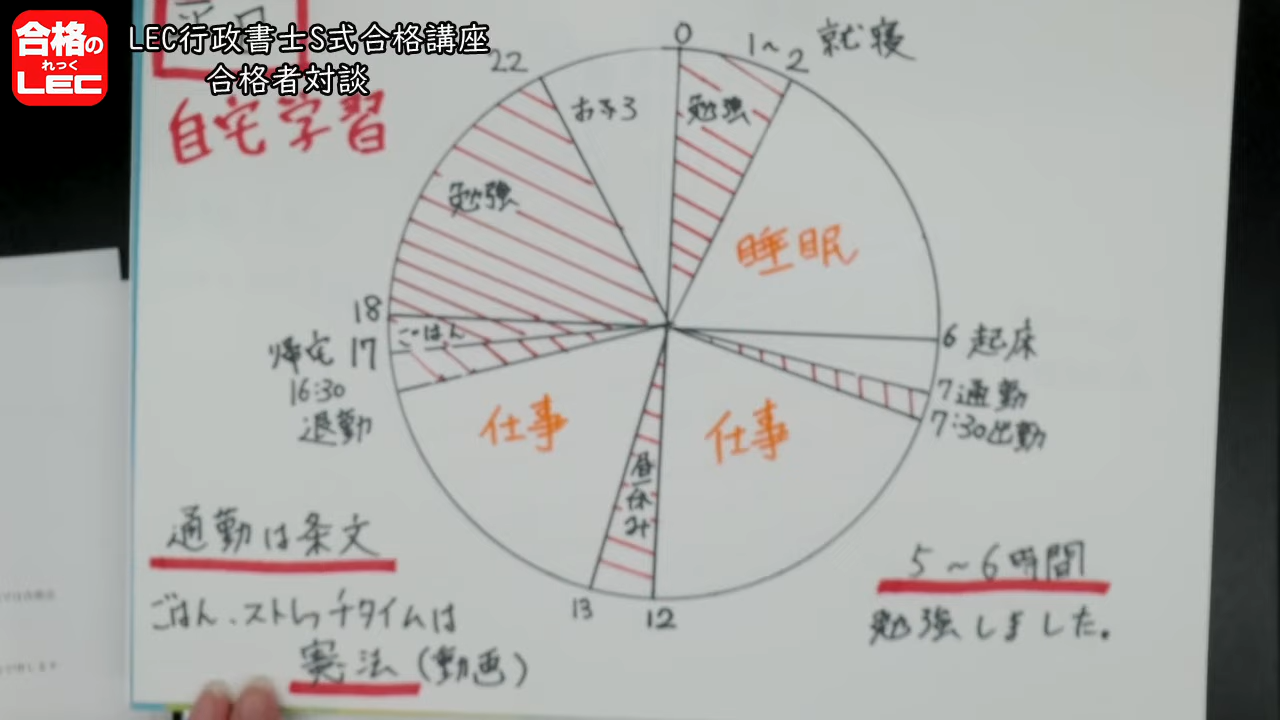 合格の
れっく
LEC
LEC行政書士S式合格講座
合格者対談
平日
自宅学習
0
1~2 就寝
22
おふろ
勉強
勉強
睡眠
18
ごはん
帰宅 17
16:30
退勤
6 起床
7 通勤
7:30 出勤
仕事
仕事
昼休み
13
12
通勤は条文
ごはん、ストレッチタイムは
憲法(動画)
5~6時間
勉強しました。